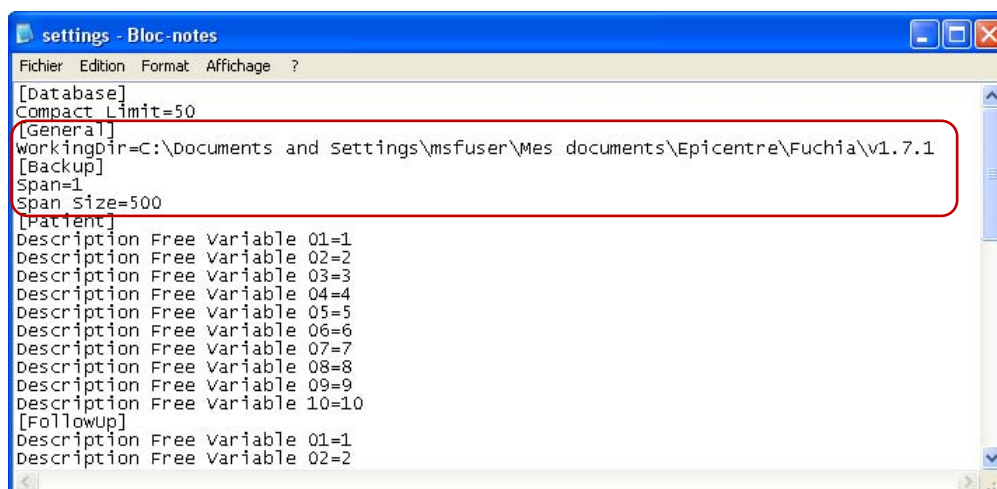 settings - Bloc-notes
Fichier Edition Format Affichage ?
[Database]
Compact Limit=50
[General]
WorkingDir=C:\Documents and Settings\msfuser\Mes documents\Epicentre\Fuchia\v1.7.1
[Backup]
Span=1
Span Size=500
[Patient]
Description Free Variable 01=1
Description Free Variable 02=2
Description Free Variable 03=3
Description Free Variable 04=4
Description Free Variable 05=5
Description Free Variable 06=6
Description Free Variable 07=7
Description Free Variable 08=8
Description Free Variable 09=9
Description Free Variable 10=10
[FollowUp]
Description Free Variable 01=1
Description Free Variable 02=2